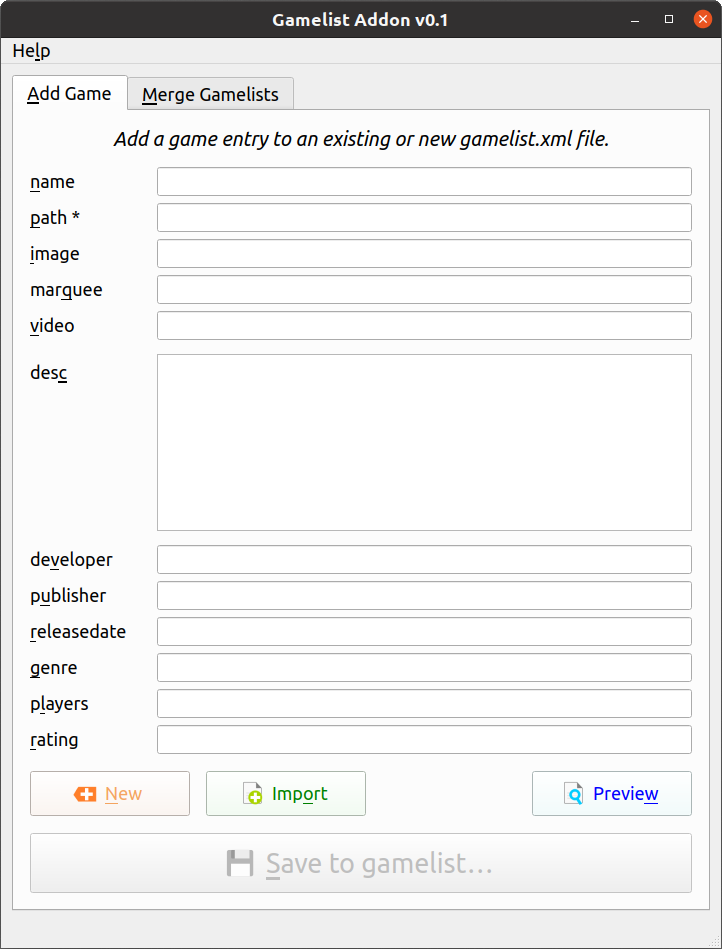 Gamelist Addon v0.1
Help
Add Game
Merge Gamelists
Add a game entry to an existing or new gamelist.xml file.
name
path *
image
marquee
video
desc
developer
publisher
releasedate
genre
players
rating
New
Import
Preview
Save to gamelist...